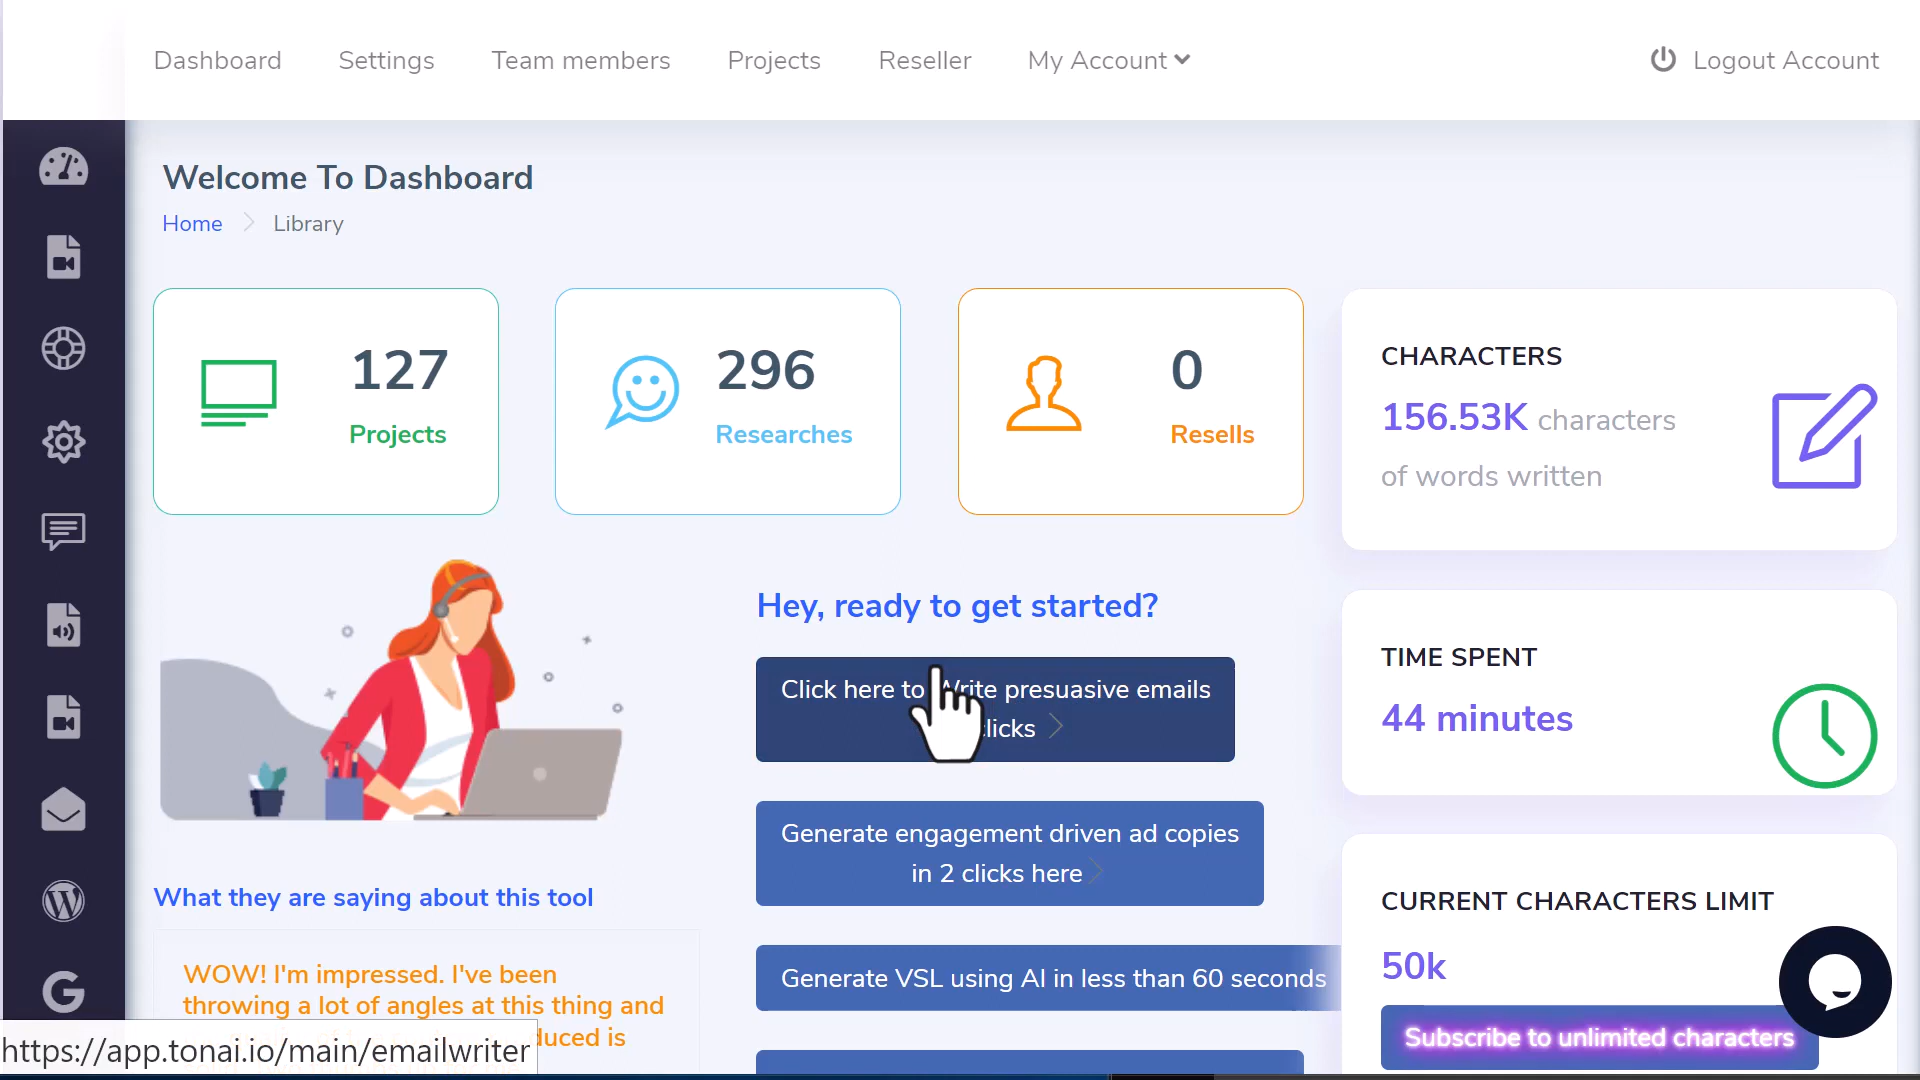 Dashboard
Settings
Team members
Projects
Reseller
My Account
Logout Account
Welcome To Dashboard
Home
Library
127
Projects
296
Researches
0
Resells
CHARACTERS
156.53K characters
of words written
Hey, ready to get started?
Click here to Write presuasive emails
clicks
Generate engagement driven ad copies
in 2 clicks here
Generate VSL using AI in less than 60 seconds
TIME SPENT
44 minutes
CURRENT CHARACTERS LIMIT
50k
Subscribe to unlimited characters
What they are saying about this tool
WOW! I'm impressed. I've been
throwing a lot of angles at this thing and
is
https://app.tonai.io/main/emailwriter